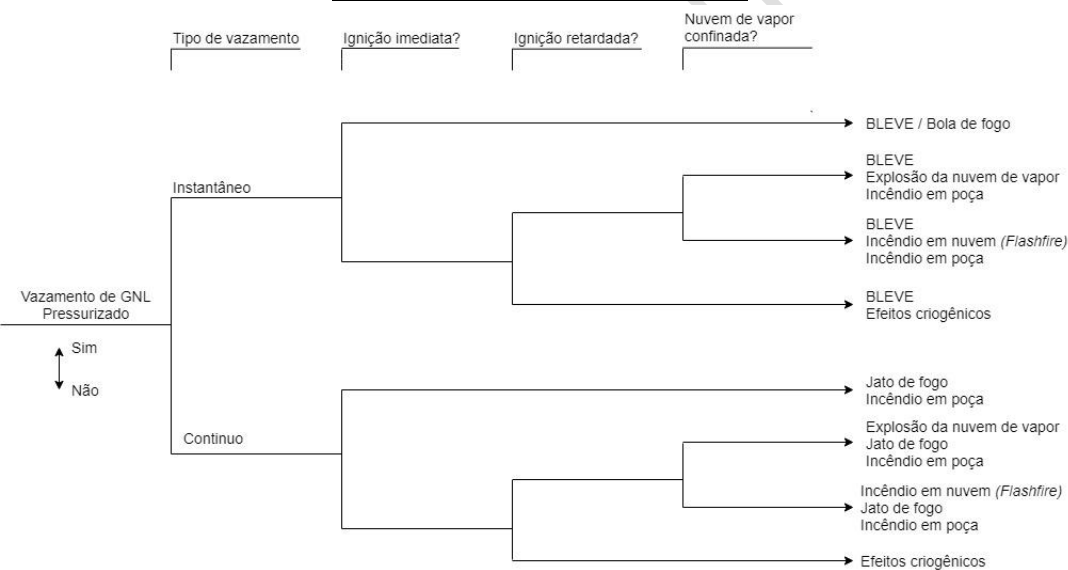 Tipo de vazamento
Ignição imediata?
Ignição retardada?
Nuvem de vapor
confinada?
BLEVE / Bola de fogo
Instantâneo
BLEVE
Explosão da nuvem de vapor
Incêndio em poça
BLEVE
Incêndio em nuvem (Flashfire)
Incêndio em poça
BLEVE
Efeitos criogênicos
Vazamento de GNL
Pressurizado
Sim
Não
Continuo
Jato de fogo
Incêndio em poça
Explosão da nuvem de vapor
Jato de fogo
Incêndio em poça
Incêndio em nuvem (Flashfire)
Jato de fogo
Incêndio em poça
Efeitos criogênicos